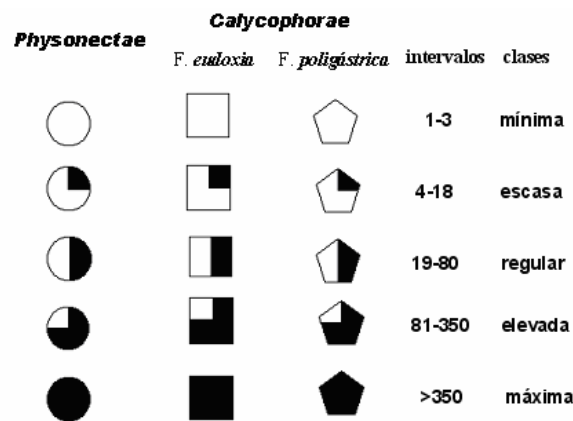 Calycophorae
Physonectae
F. eudoxia F. poligástrica intervalos clases
1-3 mínima
4-18 escasa
19-80 regular
81-350 elevada
>350 máxima